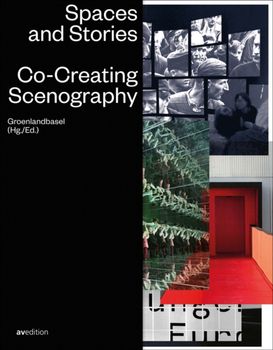 Spaces
and Stories
Co-Creating
Scenography
Groenlandbasel
(Hg./Ed.)
avedition